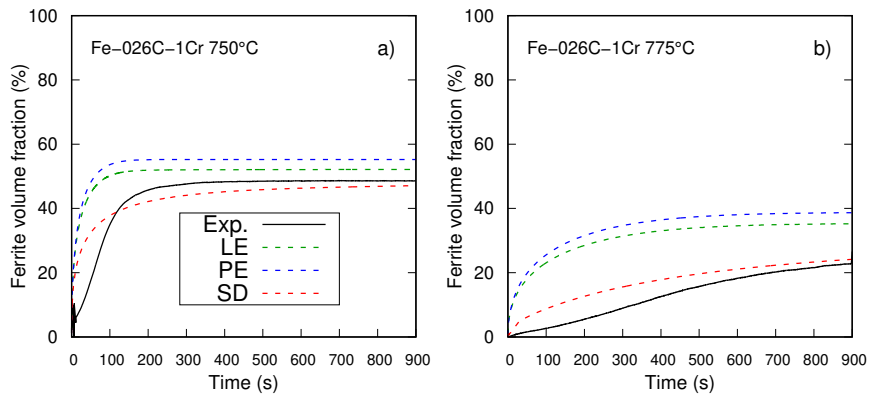 Fe−026C−1Cr 750°C
a)
Ferrite volume fraction (%)
100
80
60
40
20
0
Exp.
LE
PE
SD
0 100 200 300 400 500 600 700 800 900
Time (s)
Fe−026C−1Cr 775°C
b)
Ferrite volume fraction (%)
100
80
60
40
20
0
0 100 200 300 400 500 600 700 800 900
Time (s)